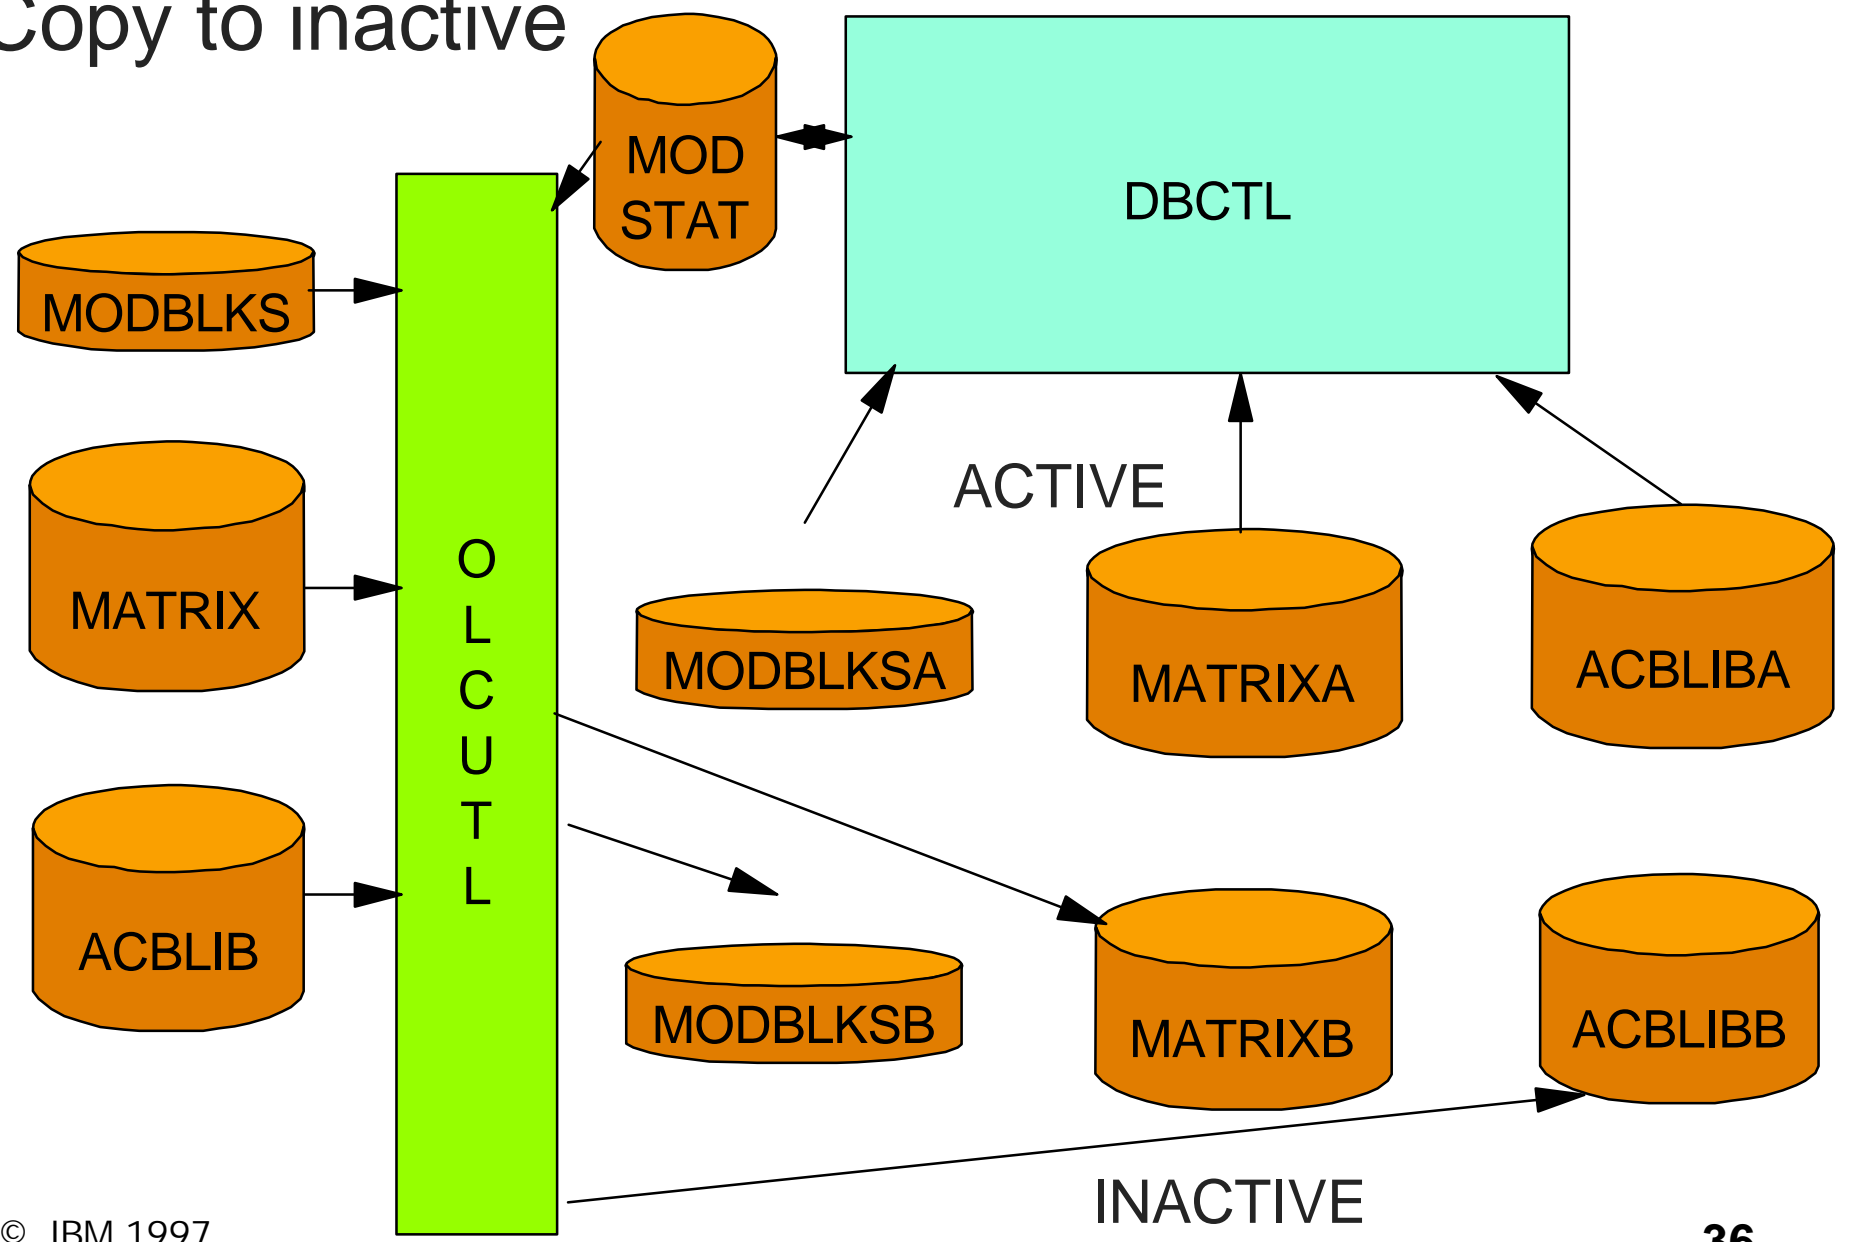 Copy to inactive
MOD
STAT
DBCTL
MODBLKS
ACTIVE
MATRIX
O
L
C
U
T
L
MODBLKSA
MATRIXA
ACBLIBA
ACBLIB
MODBLKSB
MATRIXB
ACBLIBB
INACTIVE
© IBM 1997
36